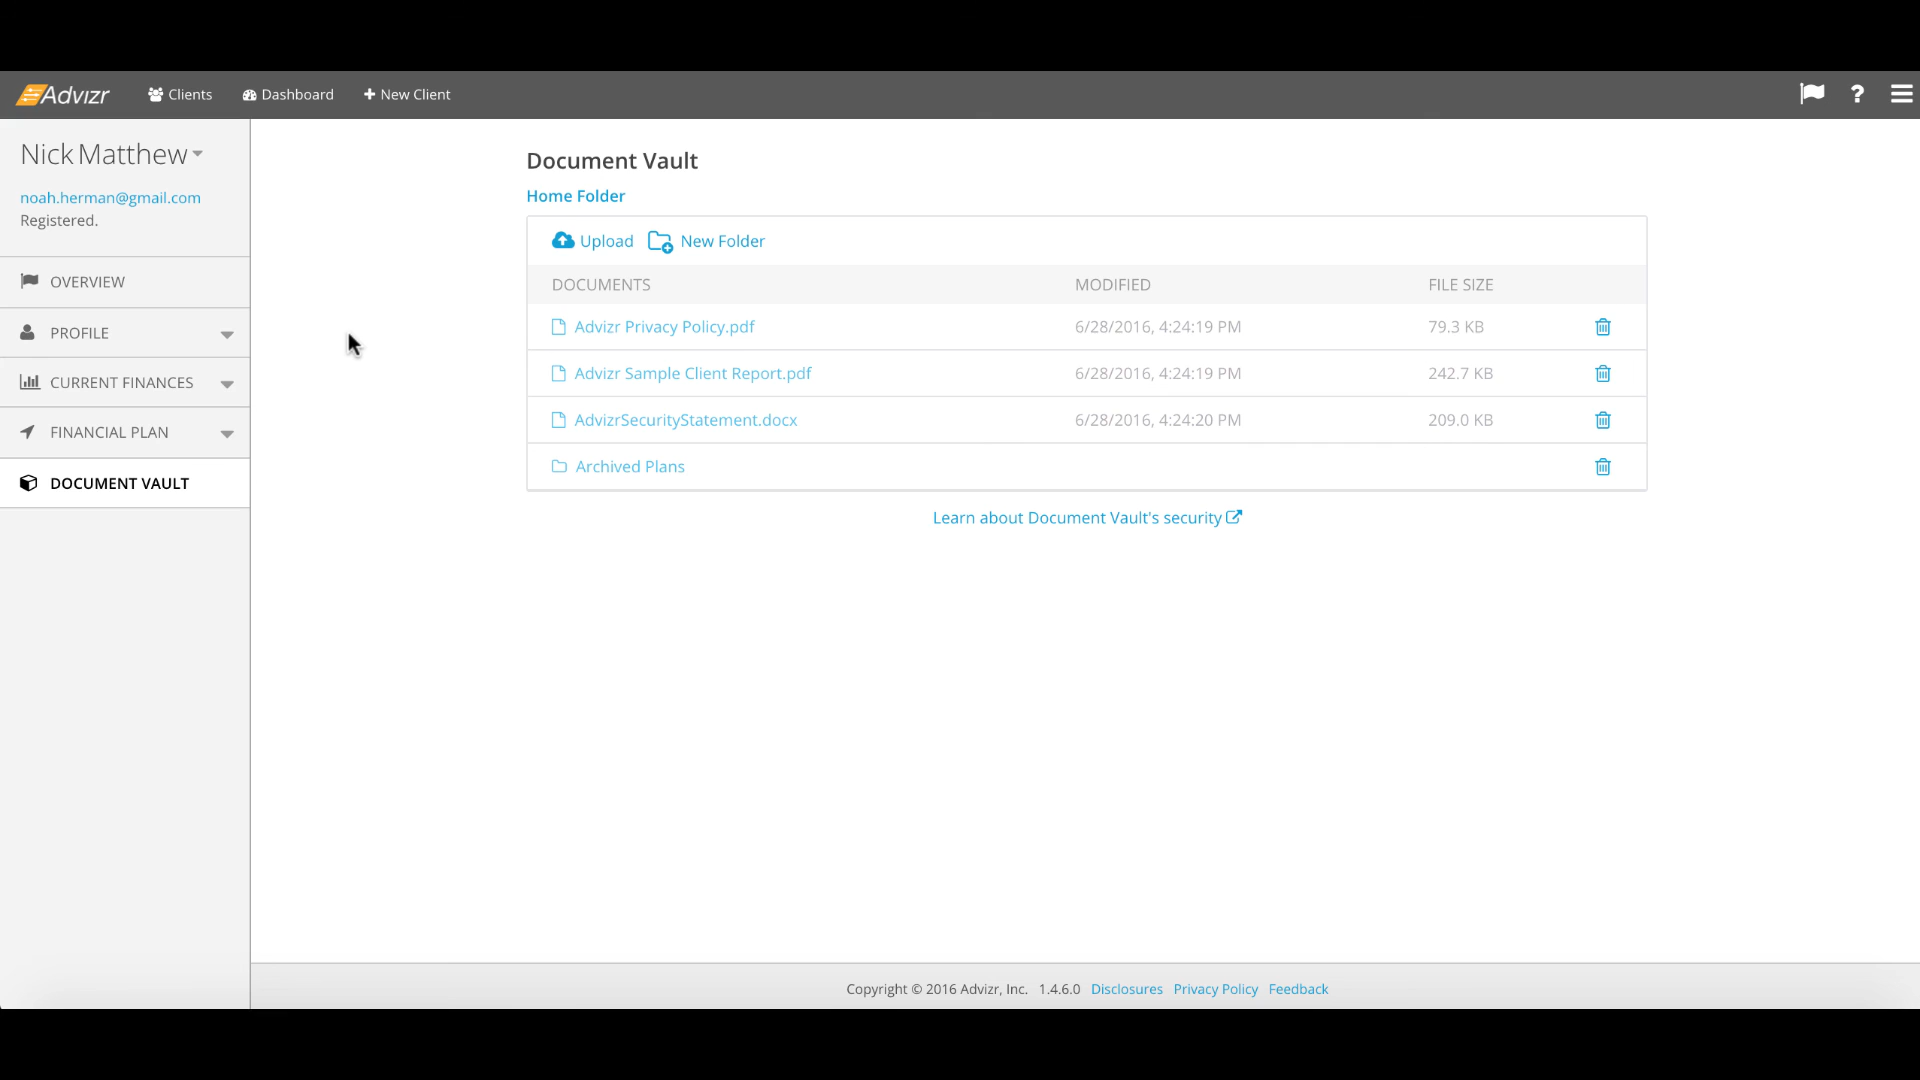 Advizr Clients Dashboard New Client ?
Nick Matthew
noah.herman@gmail.com
Registered.
OVERVIEW
PROFILE
CURRENT FINANCES
FINANCIAL PLAN
DOCUMENT VAULT
Document Vault
Home Folder
Upload New Folder
DOCUMENTS MODIFIED FILE SIZE
Advizr Privacy Policy.pdf 6/28/2016, 4:24:19 PM 79.3 KB
Advizr Sample Client Report.pdf 6/28/2016, 4:24:19 PM 242.7 KB
AdvizrSecurityStatement.docx 6/28/2016, 4:24:20 PM 209.0 KB
Archived Plans
Learn about Document Vault's security
Copyright © 2016 Advizr, Inc. 1.4.6.0 Disclosures Privacy Policy Feedback